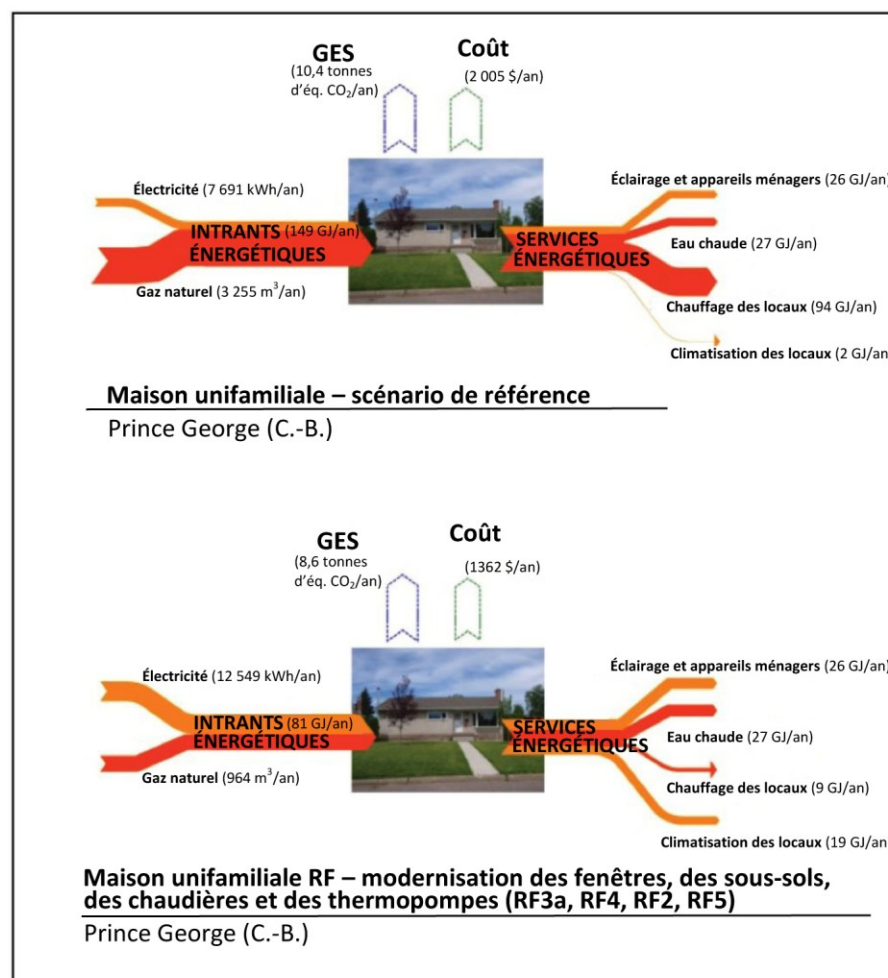 GES
(10,4 tonnes
d'éq. CO₂/an)
Coût
(2 005 $/an)
Électricité (7 691 kWh/an)
INTRANTS (149 GJ/an)
ÉNERGÉTIQUES
Gaz naturel (3 255 m³/an)
SERVICES
ÉNERGÉTIQUES
Éclairage et appareils ménagers (26 GJ/an)
Eau chaude (27 GJ/an)
Chauffage des locaux (94 GJ/an)
Climatisation des locaux (2 GJ/an
Maison unifamiliale – scénario de référence
Prince George (C.-B.)
GES
(8,6 tonnes
d'éq. CO₂/an)
Coût
(1362 $/an)
Électricité (12 549 kWh/an)
INTRANTS (81 GJ/an)
ÉNERGÉTIQUES
Gaz naturel (964 m³/an)
SERVICES
ÉNERGÉTIQUES
Éclairage et appareils ménagers (26 GJ/an)
Eau chaude (27 GJ/an)
Chauffage des locaux (9 GJ/an)
Climatisation des locaux (19 GJ/an
Maison unifamiliale RF – modernisation des fenêtres, des sous-sols,
des chaudières et des thermopompes (RF3a, RF4, RF2, RF5)
Prince George (C.-B.)